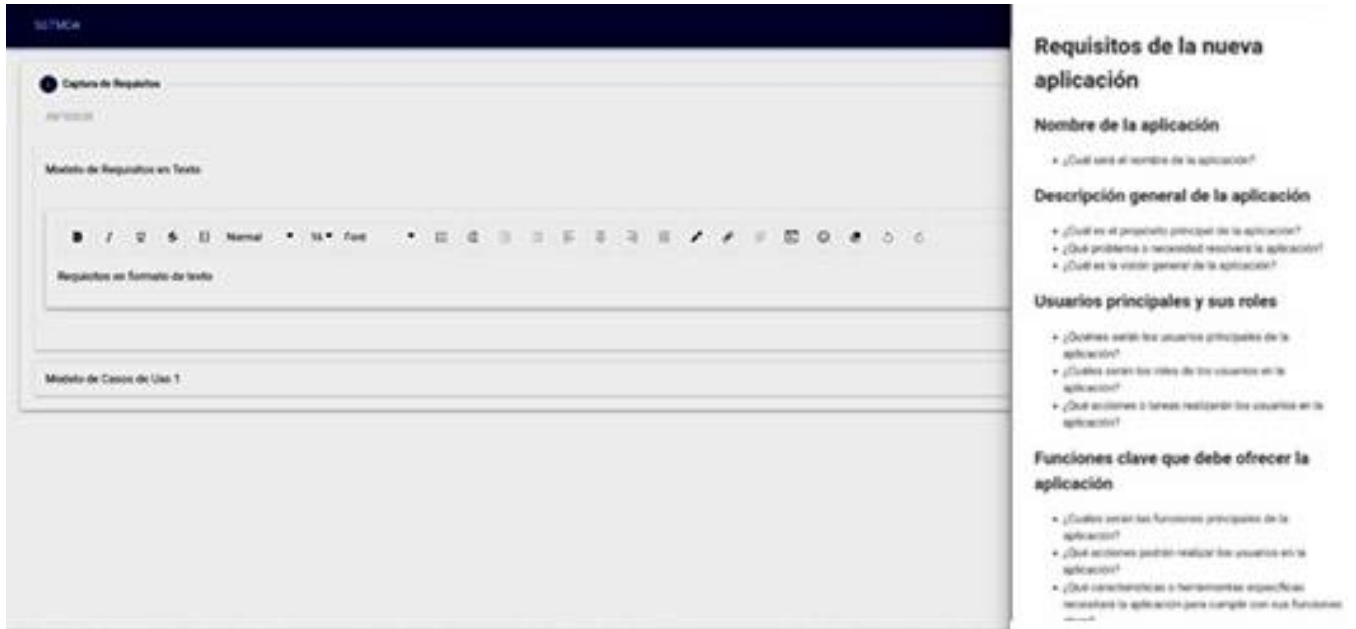 Captura de Requisitos
Modelo de Requisitos en Texto
Normal
Font
Requisitos en formato de texto
Modelo de Casos de Uso 1
Requisitos de la nueva
aplicación
Nombre de la aplicación
¿Cuál será el nombre de la aplicación?
Descripción general de la aplicación
¿Cuál es el propósito principal de la aplicación?
¿Qué problema o necesidad resolverá la aplicación?
¿Cuál es la visión general de la aplicación?
Usuarios principales y sus roles
¿Quiénes serán los usuarios principales de la
aplicación?
¿Cuáles serán los roles de los usuarios en la
aplicación?
¿Qué acciones o tareas realizarán los usuarios en la
aplicación?
Funciones clave que debe ofrecer la
aplicación
¿Cuáles serán las funciones principales de la
aplicación?
¿Qué acciones podrán realizar los usuarios en la
aplicación?
¿Qué características o herramientas específicas
necesitará la aplicación para cumplir con sus funciones